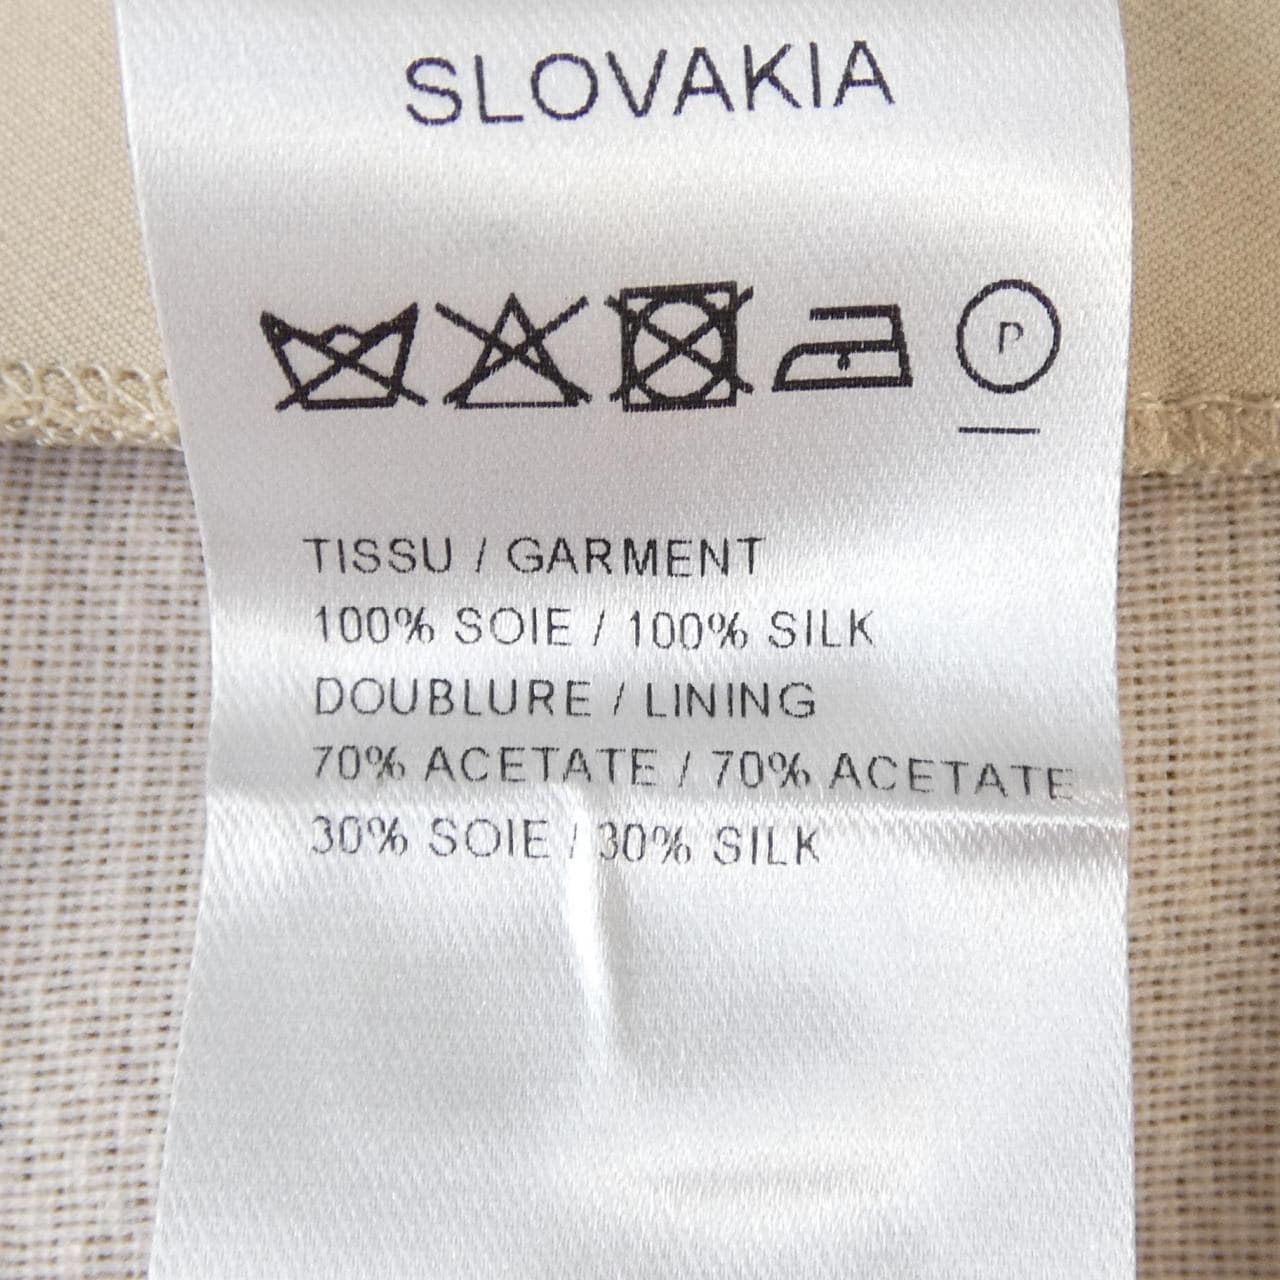 SLOVAKIA
P
TISSU / GARMENT
100% SOIE / 100% SILK
DOUBLURE / LINING
70% ACETATE / 70% ACETATE
30% SOIE / 30% SILK